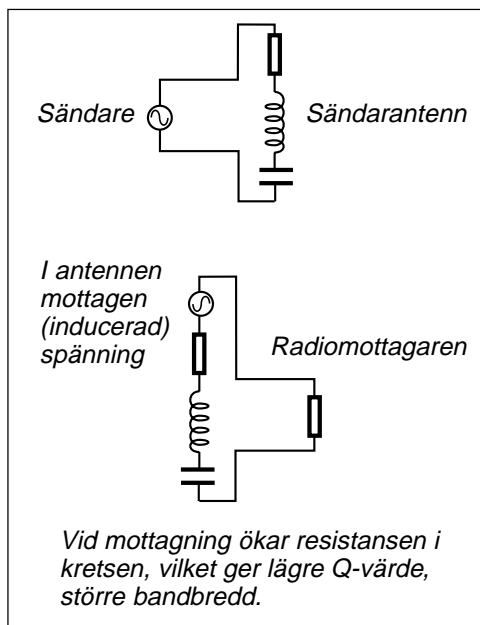 Sändare
Sändarantenn
I antennen
mottagen
(inducerad)
spänning
Radiomottagaren
Vid mottagning ökar resistansen i
kretsen, vilket ger lägre Q-värde,
större bandbredd.